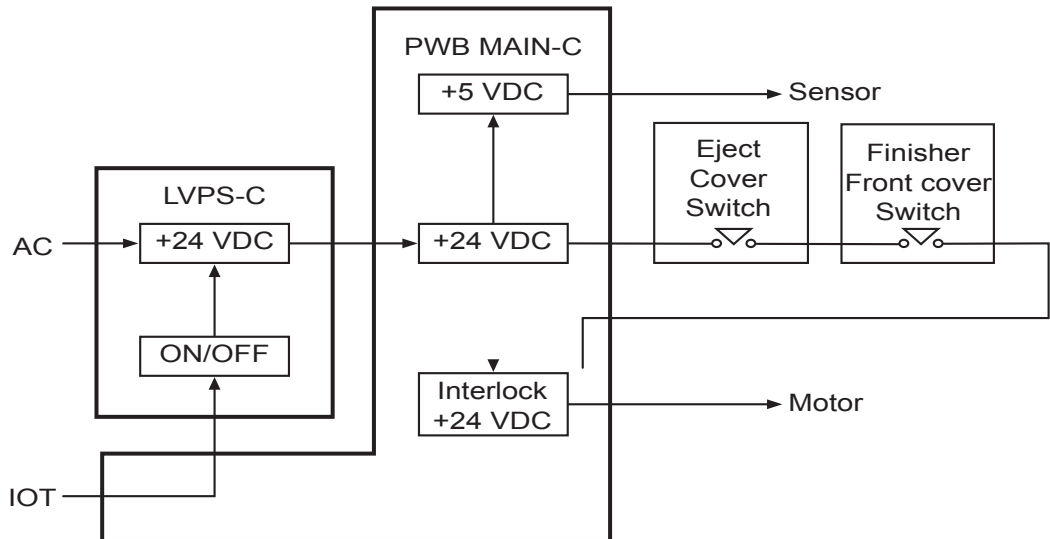 PWB MAIN-C
+5 VDC
Sensor
Eject
Cover
Switch
Finisher
Front cover
Switch
LVPS-C
AC
+24 VDC
+24 VDC
ON/OFF
Interlock
+24 VDC
Motor
IOT